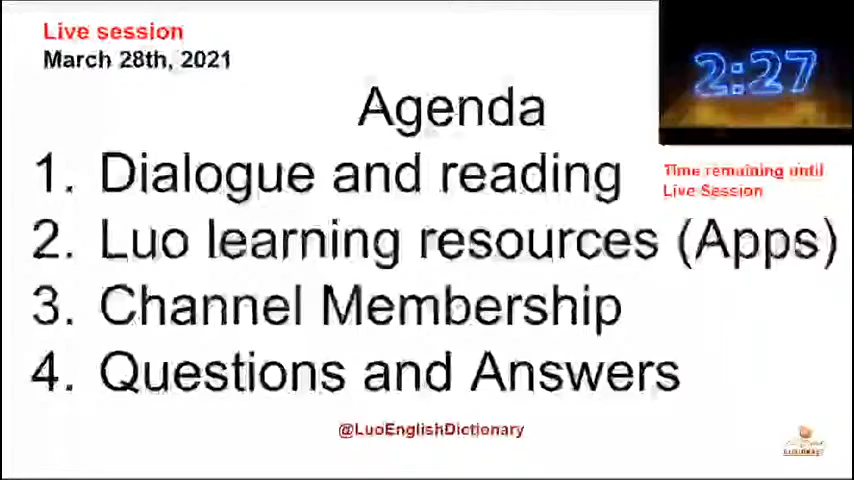 Live session
March 28th, 2021
2:27
Agenda
Time remaining until
Live Session
1. Dialogue and reading
2. Luo learning resources (Apps)
3. Channel Membership
4. Questions and Answers
@LuoEnglishDictionary